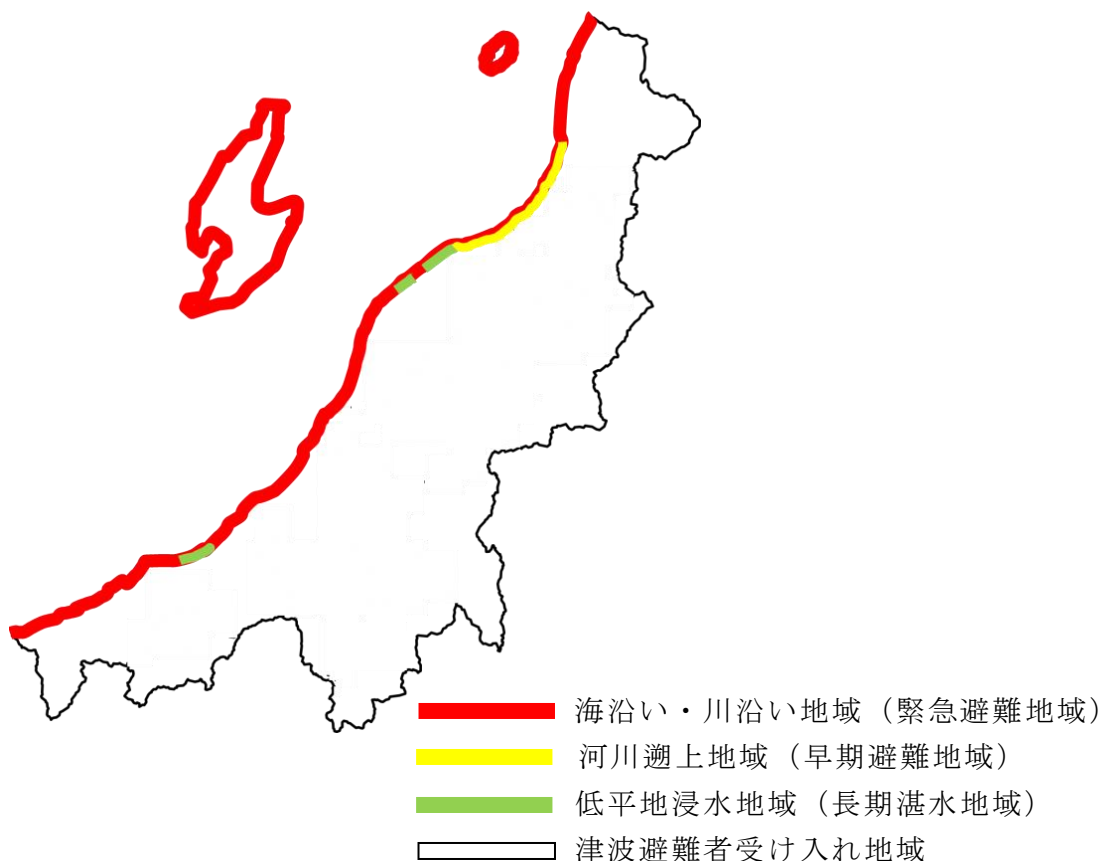 海沿い・川沿い地域（緊急避難地域）
河川遡上地域（早期避難地域）
低平地浸水地域（長期湛水地域）
津波避難者受け入れ地域